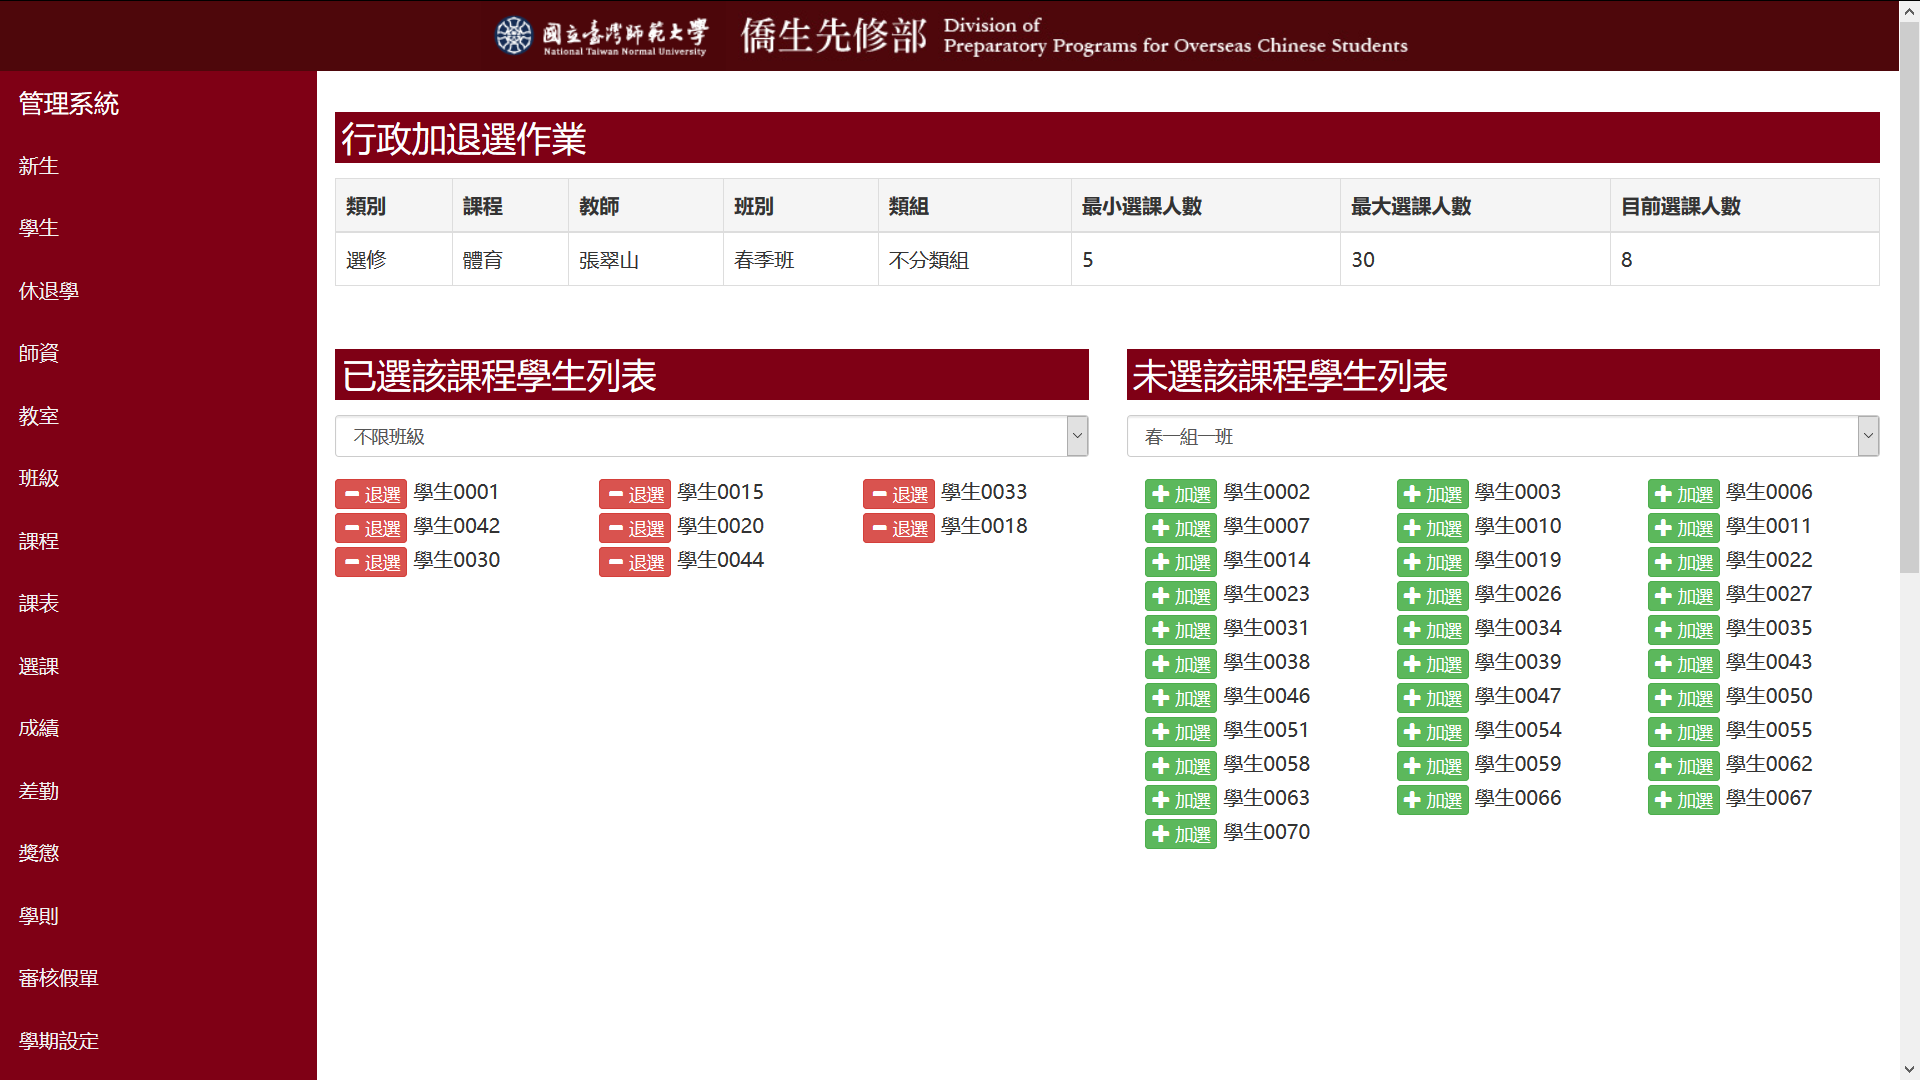 國立臺灣師範大學
National Taiwan Normal University
僑生先修部
Division of
Preparatory Programs for Overseas Chinese Students
管理系統
新生
學生
休退學
師資
教室
班級
課程
課表
選課
成績
差勤
獎懲
學則
審核假單
學期設定
行政加退選作業
類別 課程 教師 班別 類組 最小選課人數 最大選課人數 目前選課人數
選修 體育 張翠山 春季班 不分類組 5 30 8
已選該課程學生列表
不限班級
退選 學生0001 退選 學生0015 退選 學生0033
退選 學生0042 退選 學生0020 退選 學生0018
退選 學生0030 退選 學生0044
未選該課程學生列表
春一組一班
加選 學生0002 加選 學生0003 加選 學生0006
加選 學生0007 加選 學生0010 加選 學生0011
加選 學生0014 加選 學生0019 加選 學生0022
加選 學生0023 加選 學生0026 加選 學生0027
加選 學生0031 加選 學生0034 加選 學生0035
加選 學生0038 加選 學生0039 加選 學生0043
加選 學生0046 加選 學生0047 加選 學生0050
加選 學生0051 加選 學生0054 加選 學生0055
加選 學生0058 加選 學生0059 加選 學生0062
加選 學生0063 加選 學生0066 加選 學生0067
加選 學生0070